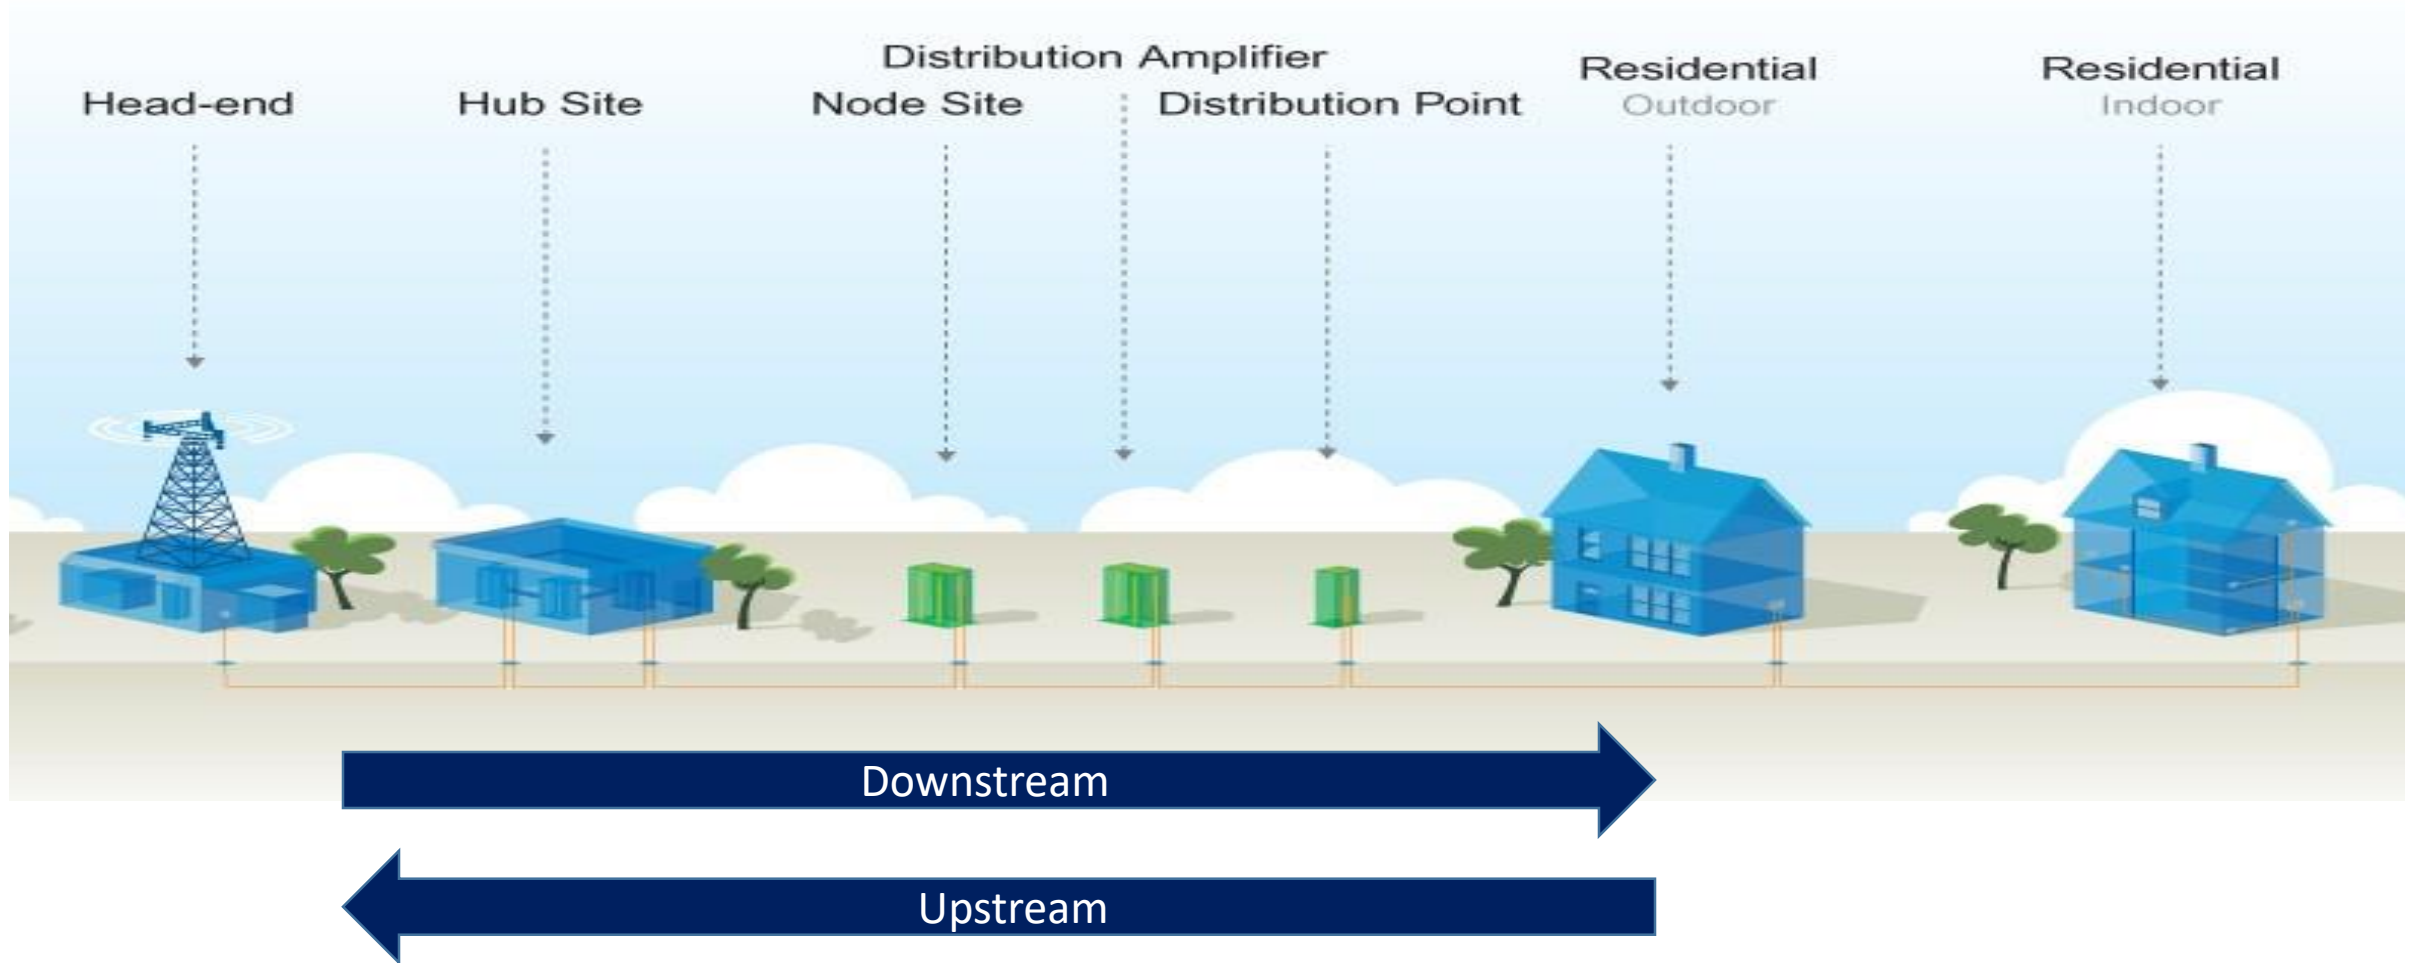 Head-end
Hub Site
Distribution Amplifier
Node Site
Distribution Point
Residential
Outdoor
Residential
Indoor
Downstream
Upstream